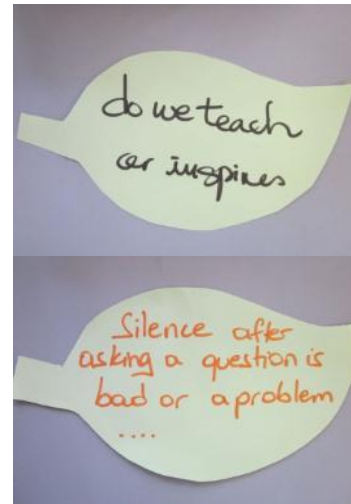 do we teach
or inspires
Silence after
asking a question is
bad or a problem
....